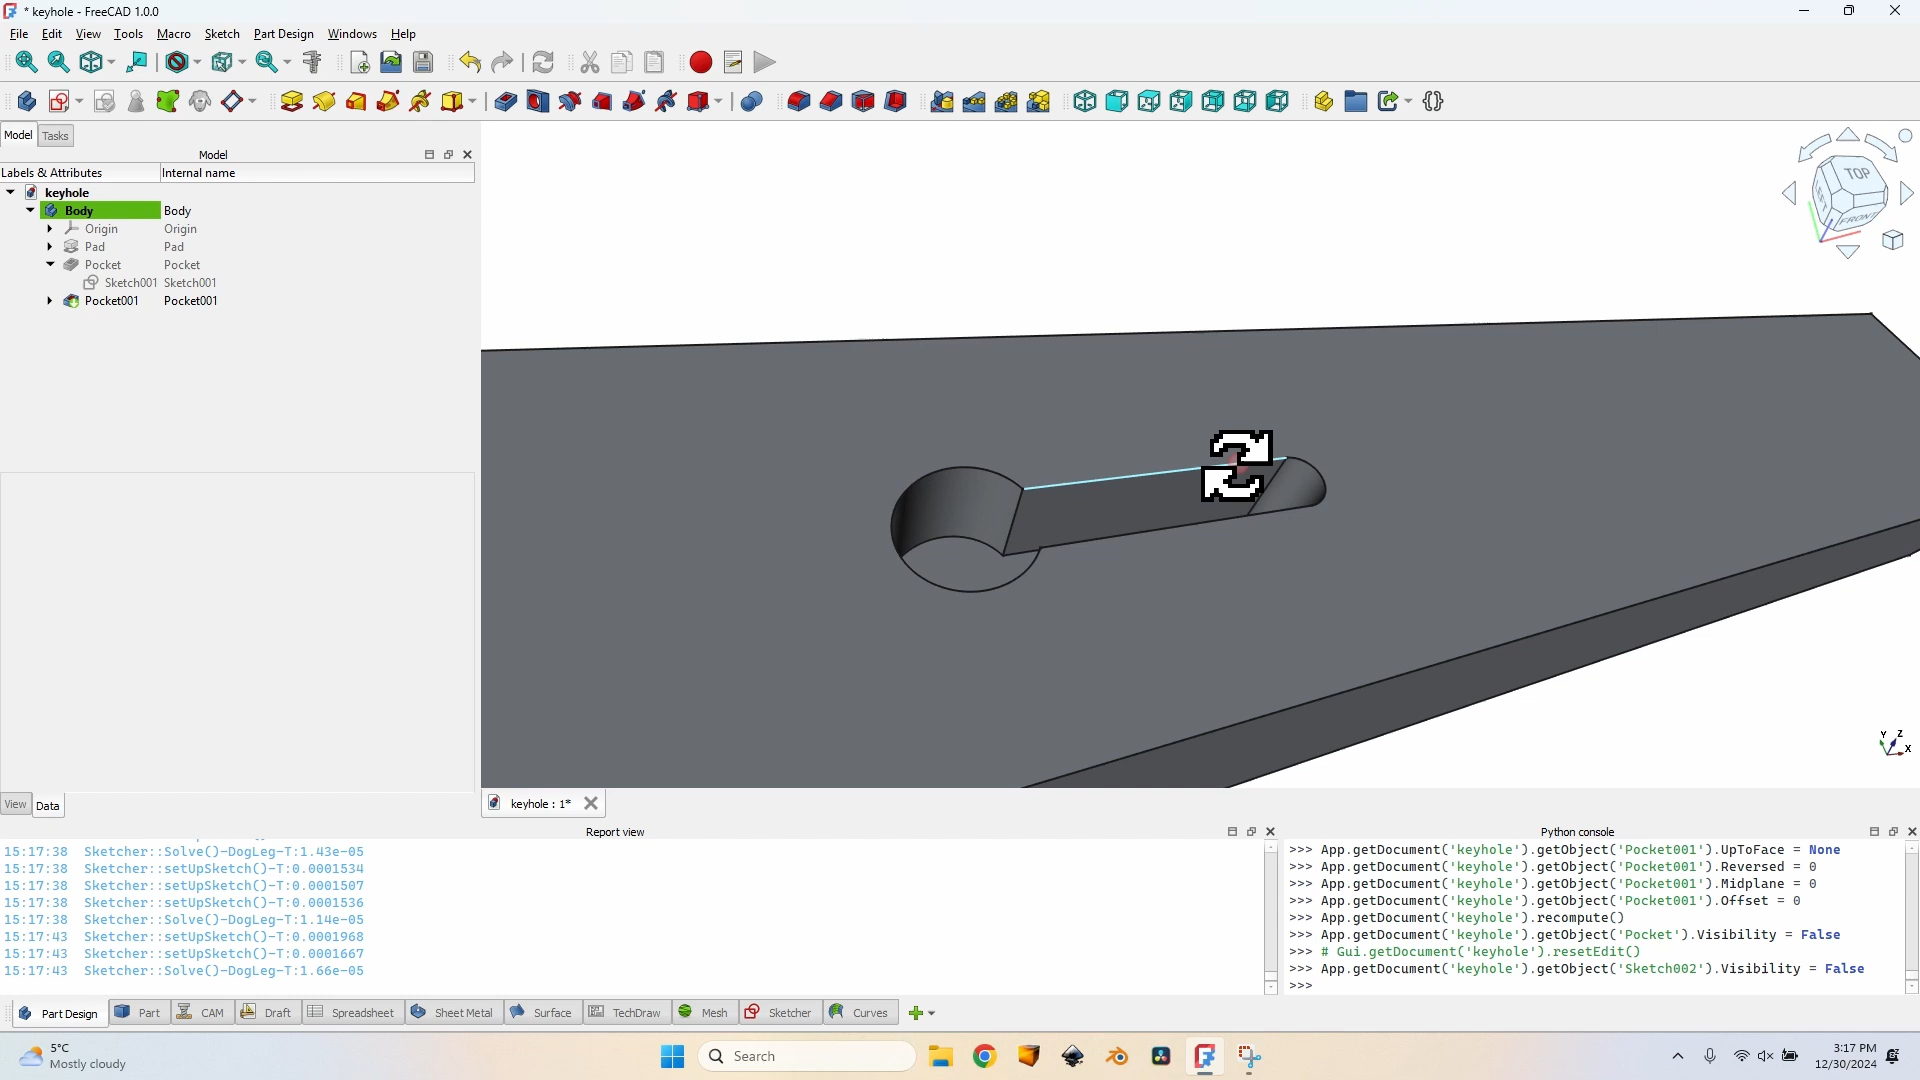 * keyhole - FreeCAD 1.0.0
File Edit View Tools Macro Sketch Part Design Windows Help
Model Tasks
Model
Labels & Attributes Internal name
keyhole
Body Body
Origin Origin
Pad Pad
Pocket Pocket
Sketch001 Sketch001
Pocket001 Pocket001
TOP
LEFT
FRONT
Y Z
X
View Data
keyhole : 1*
Report view
15:17:38 Sketcher::Solve()-DogLeg-T:1.43e-05
15:17:38 Sketcher::setUpSketch()-T:0.0001534
15:17:38 Sketcher::setUpSketch()-T:0.0001507
15:17:38 Sketcher::setUpSketch()-T:0.0001536
15:17:38 Sketcher::Solve()-DogLeg-T:1.14e-05
15:17:43 Sketcher::setUpSketch()-T:0.0001968
15:17:43 Sketcher::setUpSketch()-T:0.0001667
15:17:43 Sketcher::Solve()-DogLeg-T:1.66e-05
Python console
>>> App.getDocument('keyhole').getObject('Pocket001').UpToFace = None
>>> App.getDocument('keyhole').getObject('Pocket001').Reversed = 0
>>> App.getDocument('keyhole').getObject('Pocket001').Midplane = 0
>>> App.getDocument('keyhole').getObject('Pocket001').Offset = 0
>>> App.getDocument('keyhole').recompute()
>>> App.getDocument('keyhole').getObject('Pocket').Visibility = False
>>> # Gui.getDocument('keyhole').resetEdit()
>>> App.getDocument('keyhole').getObject('Sketch002').Visibility = False
>>>
Part Design Part CAM Draft Spreadsheet Sheet Metal Surface TechDraw Mesh Sketcher Curves
5°C
Mostly cloudy
Search
3:17 PM
12/30/2024